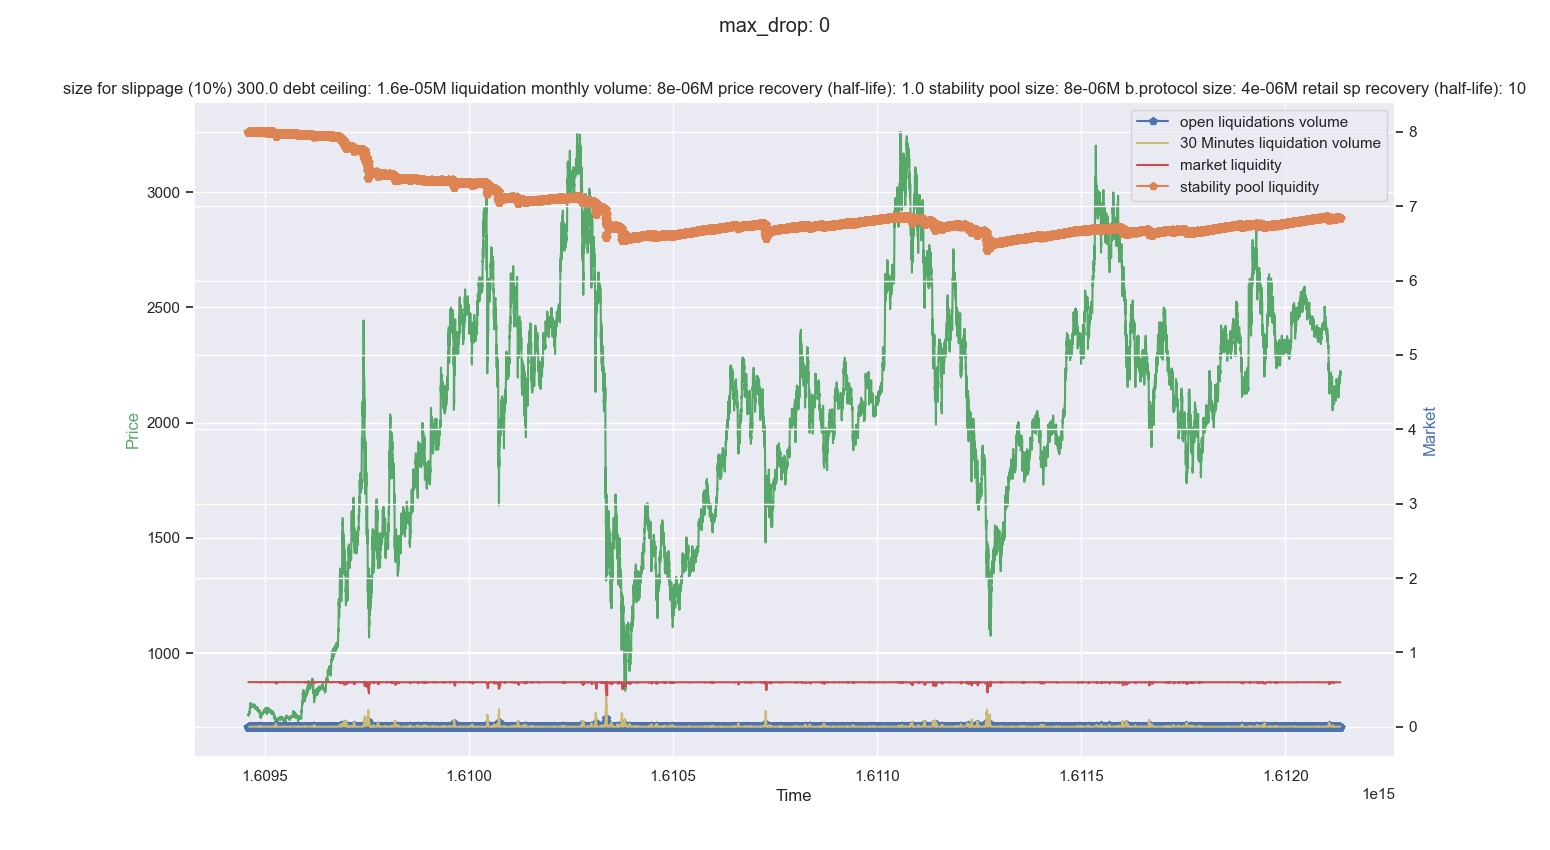 max_drop: 0
size for slippage (10%) 300.0 debt ceiling: 1.6e-05M liquidation monthly volume: 8e-06M price recovery (half-life): 1.0 stability pool size: 8e-06M b.protocol size: 4e-06M retail sp recovery (half-life): 10
open liquidations volume
30 Minutes liquidation volume
market liquidity
stability pool liquidity
3000
2500
2000
1500
1000
Price
8
7
6
5
4
3
2
1
0
Market
1.6095 1.6100 1.6105 1.6110 1.6115 1.6120
Time
1e15